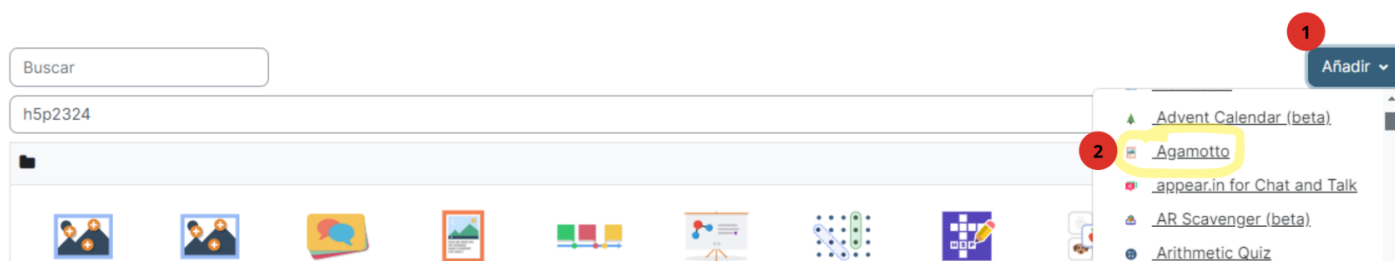 1
Buscar
Añadir
h5p2324
Advent Calendar (beta)
2
Agamotto
appear.in for Chat and Talk
AR Scavenger (beta)
Arithmetic Quiz